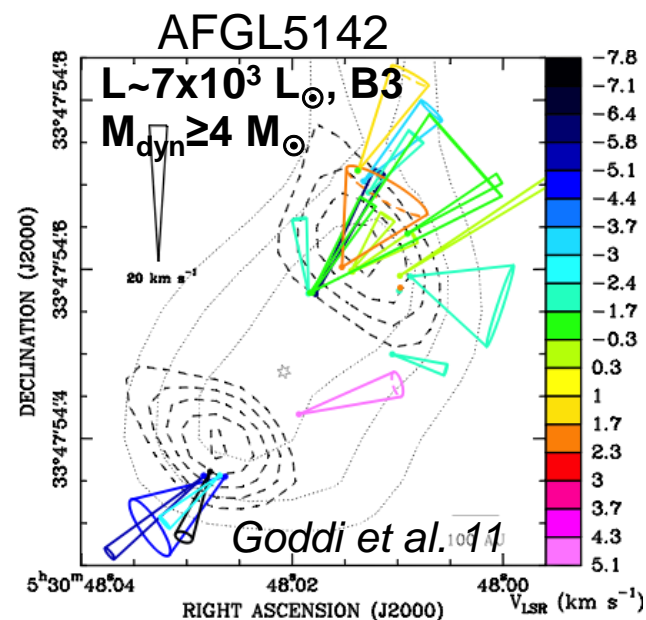 AFGL5142
L~7x10³ L☉, B3
M_dyn≥4 M☉
20 km s⁻¹
DECLINATION (J2000)
33°47'54".8
33°47'54".6
33°47'54".4
Goddi et al. 11
100 AU
5ʰ30ᵐ48ˢ.04
48ˢ.02
48ˢ.00
RIGHT ASCENSION (J2000)
V_LSR (km s⁻¹)
-7.8
-7.1
-6.4
-5.8
-5.1
-4.4
-3.7
-3
-2.4
-1.7
-0.3
0.3
1
1.7
2.3
3
3.7
4.3
5.1